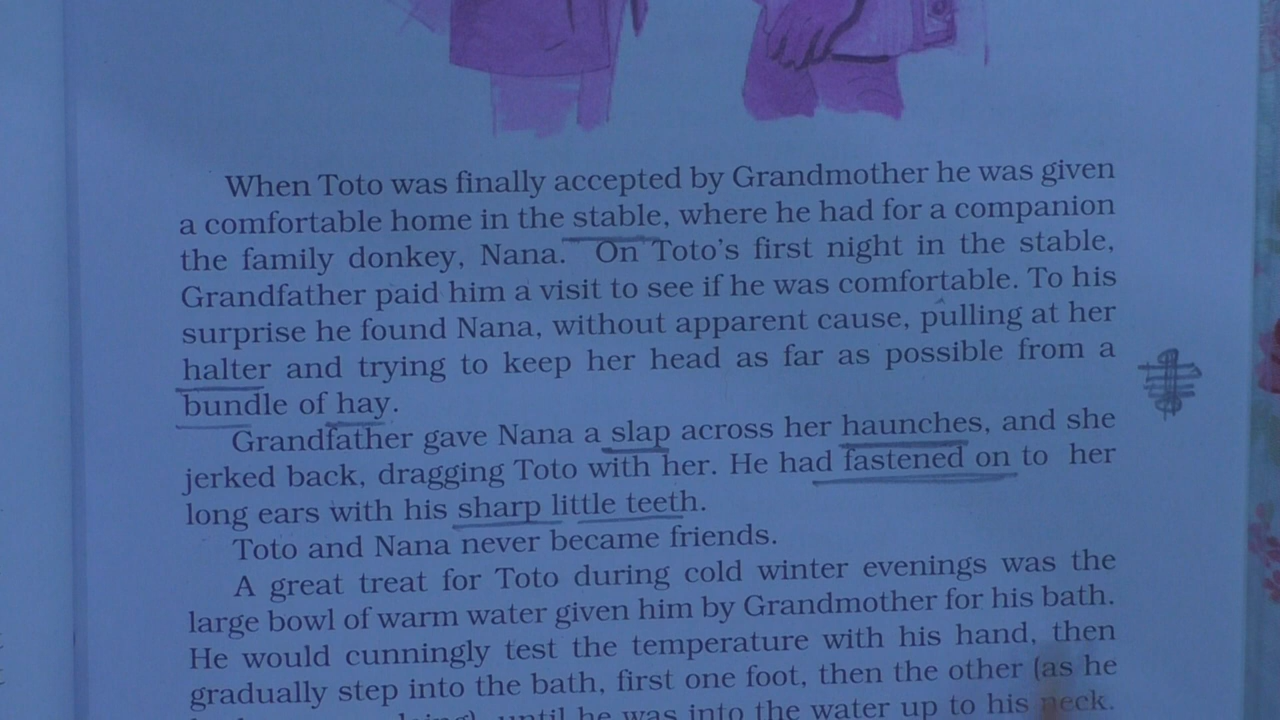 When Toto was finally accepted by Grandmother he was given
a comfortable home in the stable, where he had for a companion
the family donkey, Nana. On Toto's first night in the stable,
Grandfather paid him a visit to see if he was comfortable. To his
surprise he found Nana, without apparent cause, pulling at her
halter and trying to keep her head as far as possible from a
bundle of hay.
Grandfather gave Nana a slap across her haunches, and she
jerked back, dragging Toto with her. He had fastened on to her
long ears with his sharp little teeth.
Toto and Nana never became friends.
A great treat for Toto during cold winter evenings was the
large bowl of warm water given him by Grandmother for his bath.
He would cunningly test the temperature with his hand, then
gradually step into the bath, first one foot, then the other (as he
until he was into the water up to his neck.